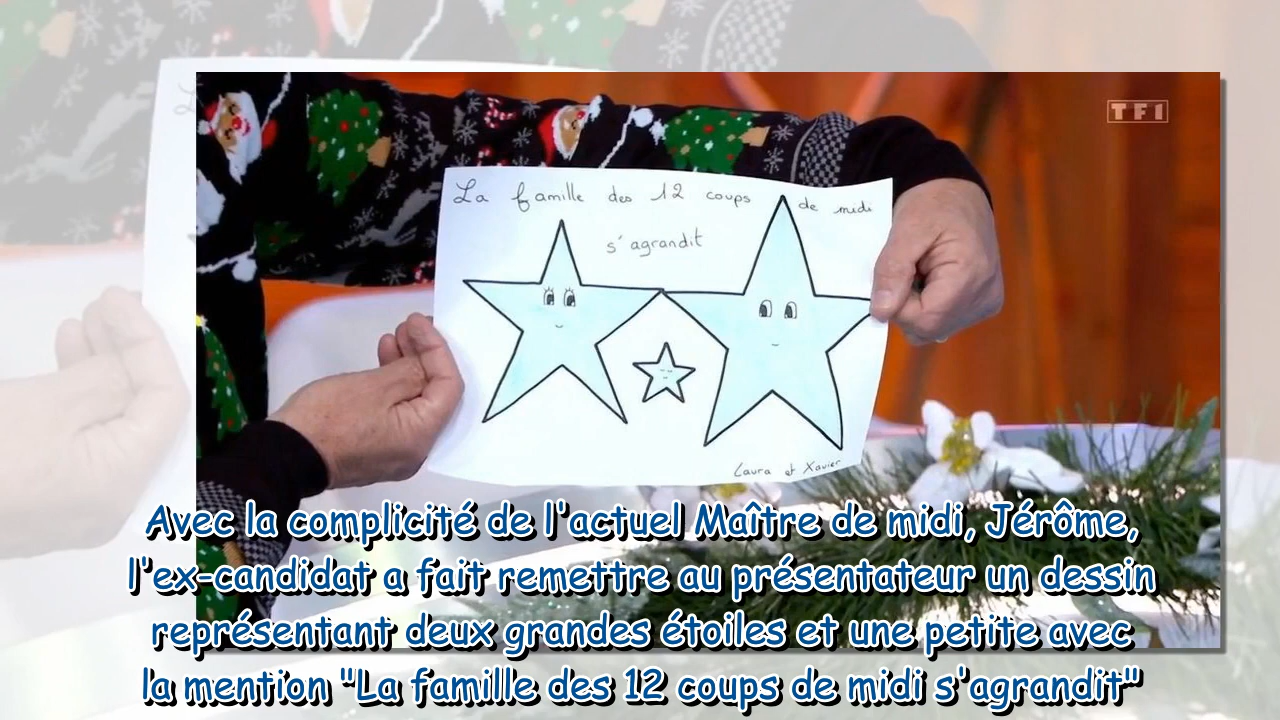 TF1
La famille des 12 coups de midi
s'agrandit
Laura et Xavier
Avec la complicité de l'actuel Maître de midi, Jérôme,
l'ex-candidat a fait remettre au présentateur un dessin
représentant deux grandes étoiles et une petite avec
la mention "La famille des 12 coups de midi s'agrandit"